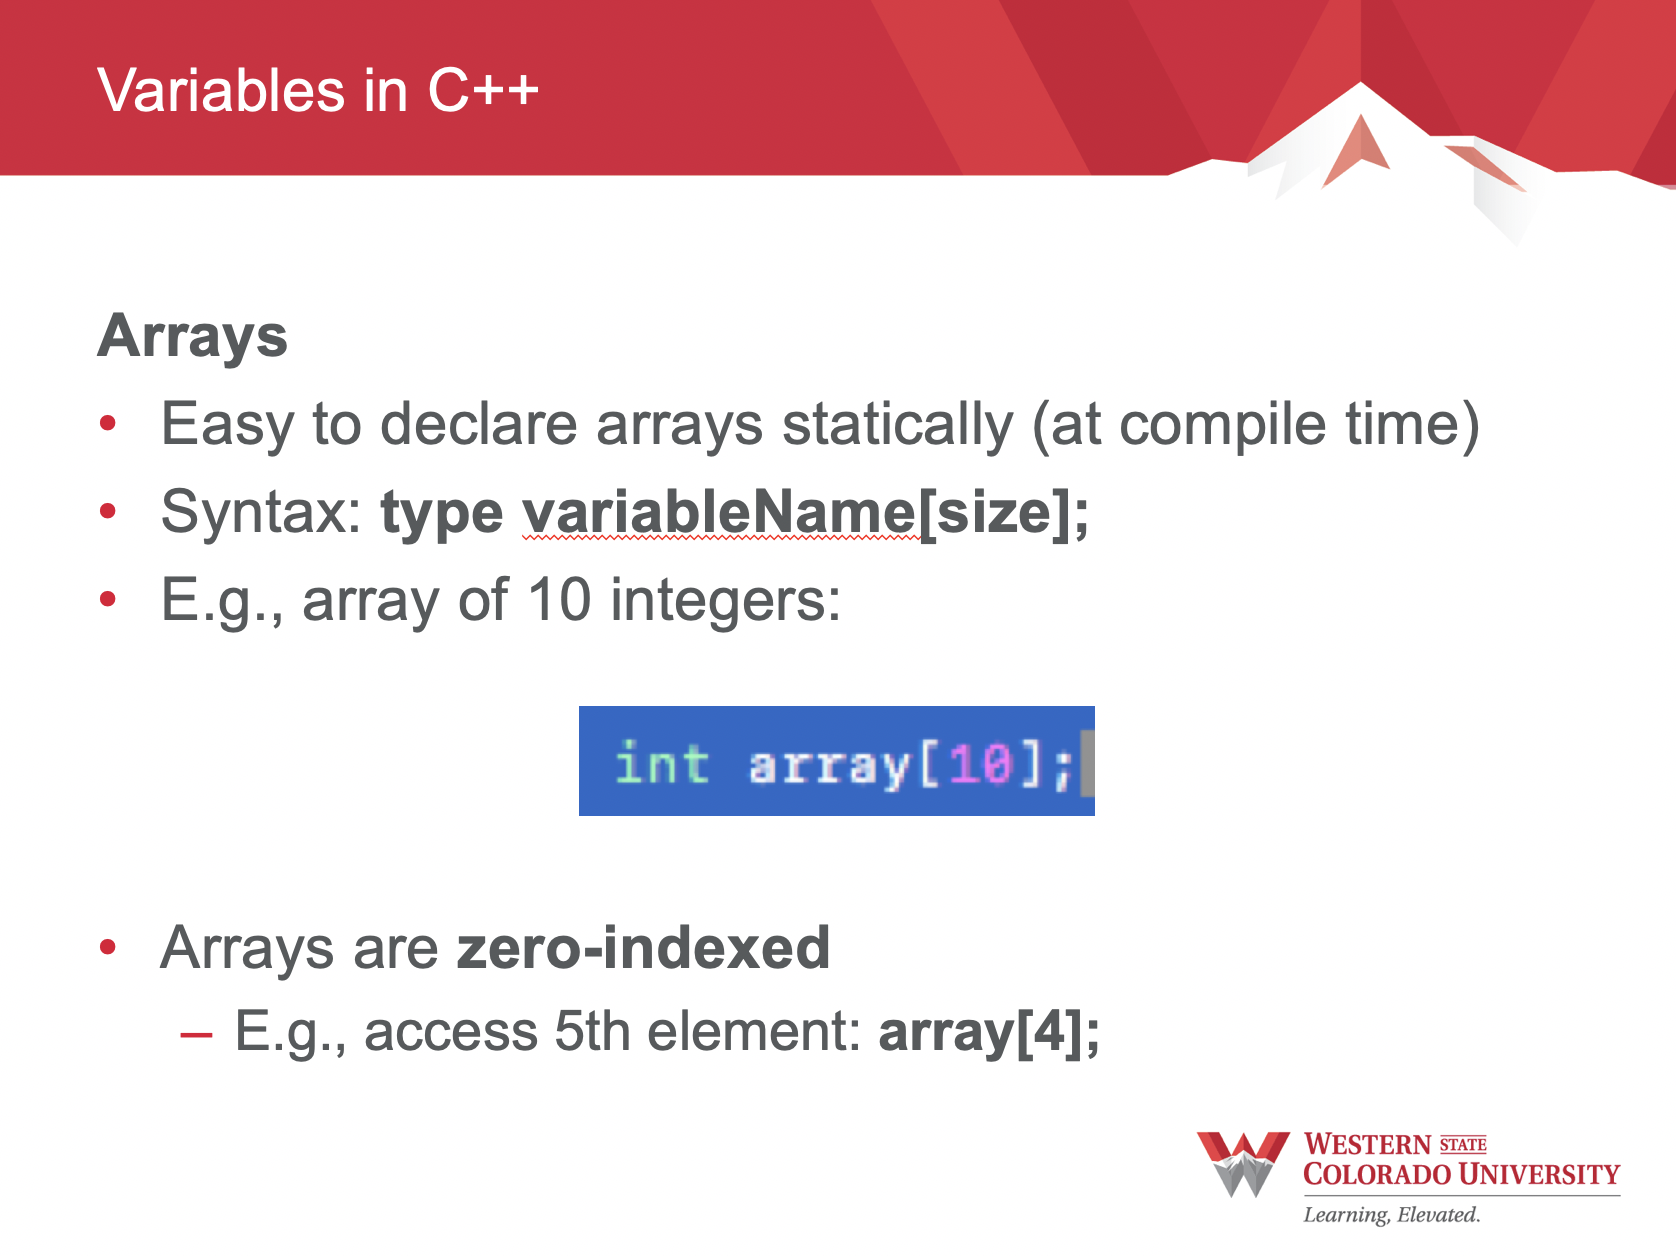 Variables in C++
Arrays
• Easy to declare arrays statically (at compile time)
• Syntax: type variableName[size];
• E.g., array of 10 integers:
int array[10];
• Arrays are zero-indexed
– E.g., access 5th element: array[4];
WESTERN STATE
COLORADO UNIVERSITY
Learning, Elevated.